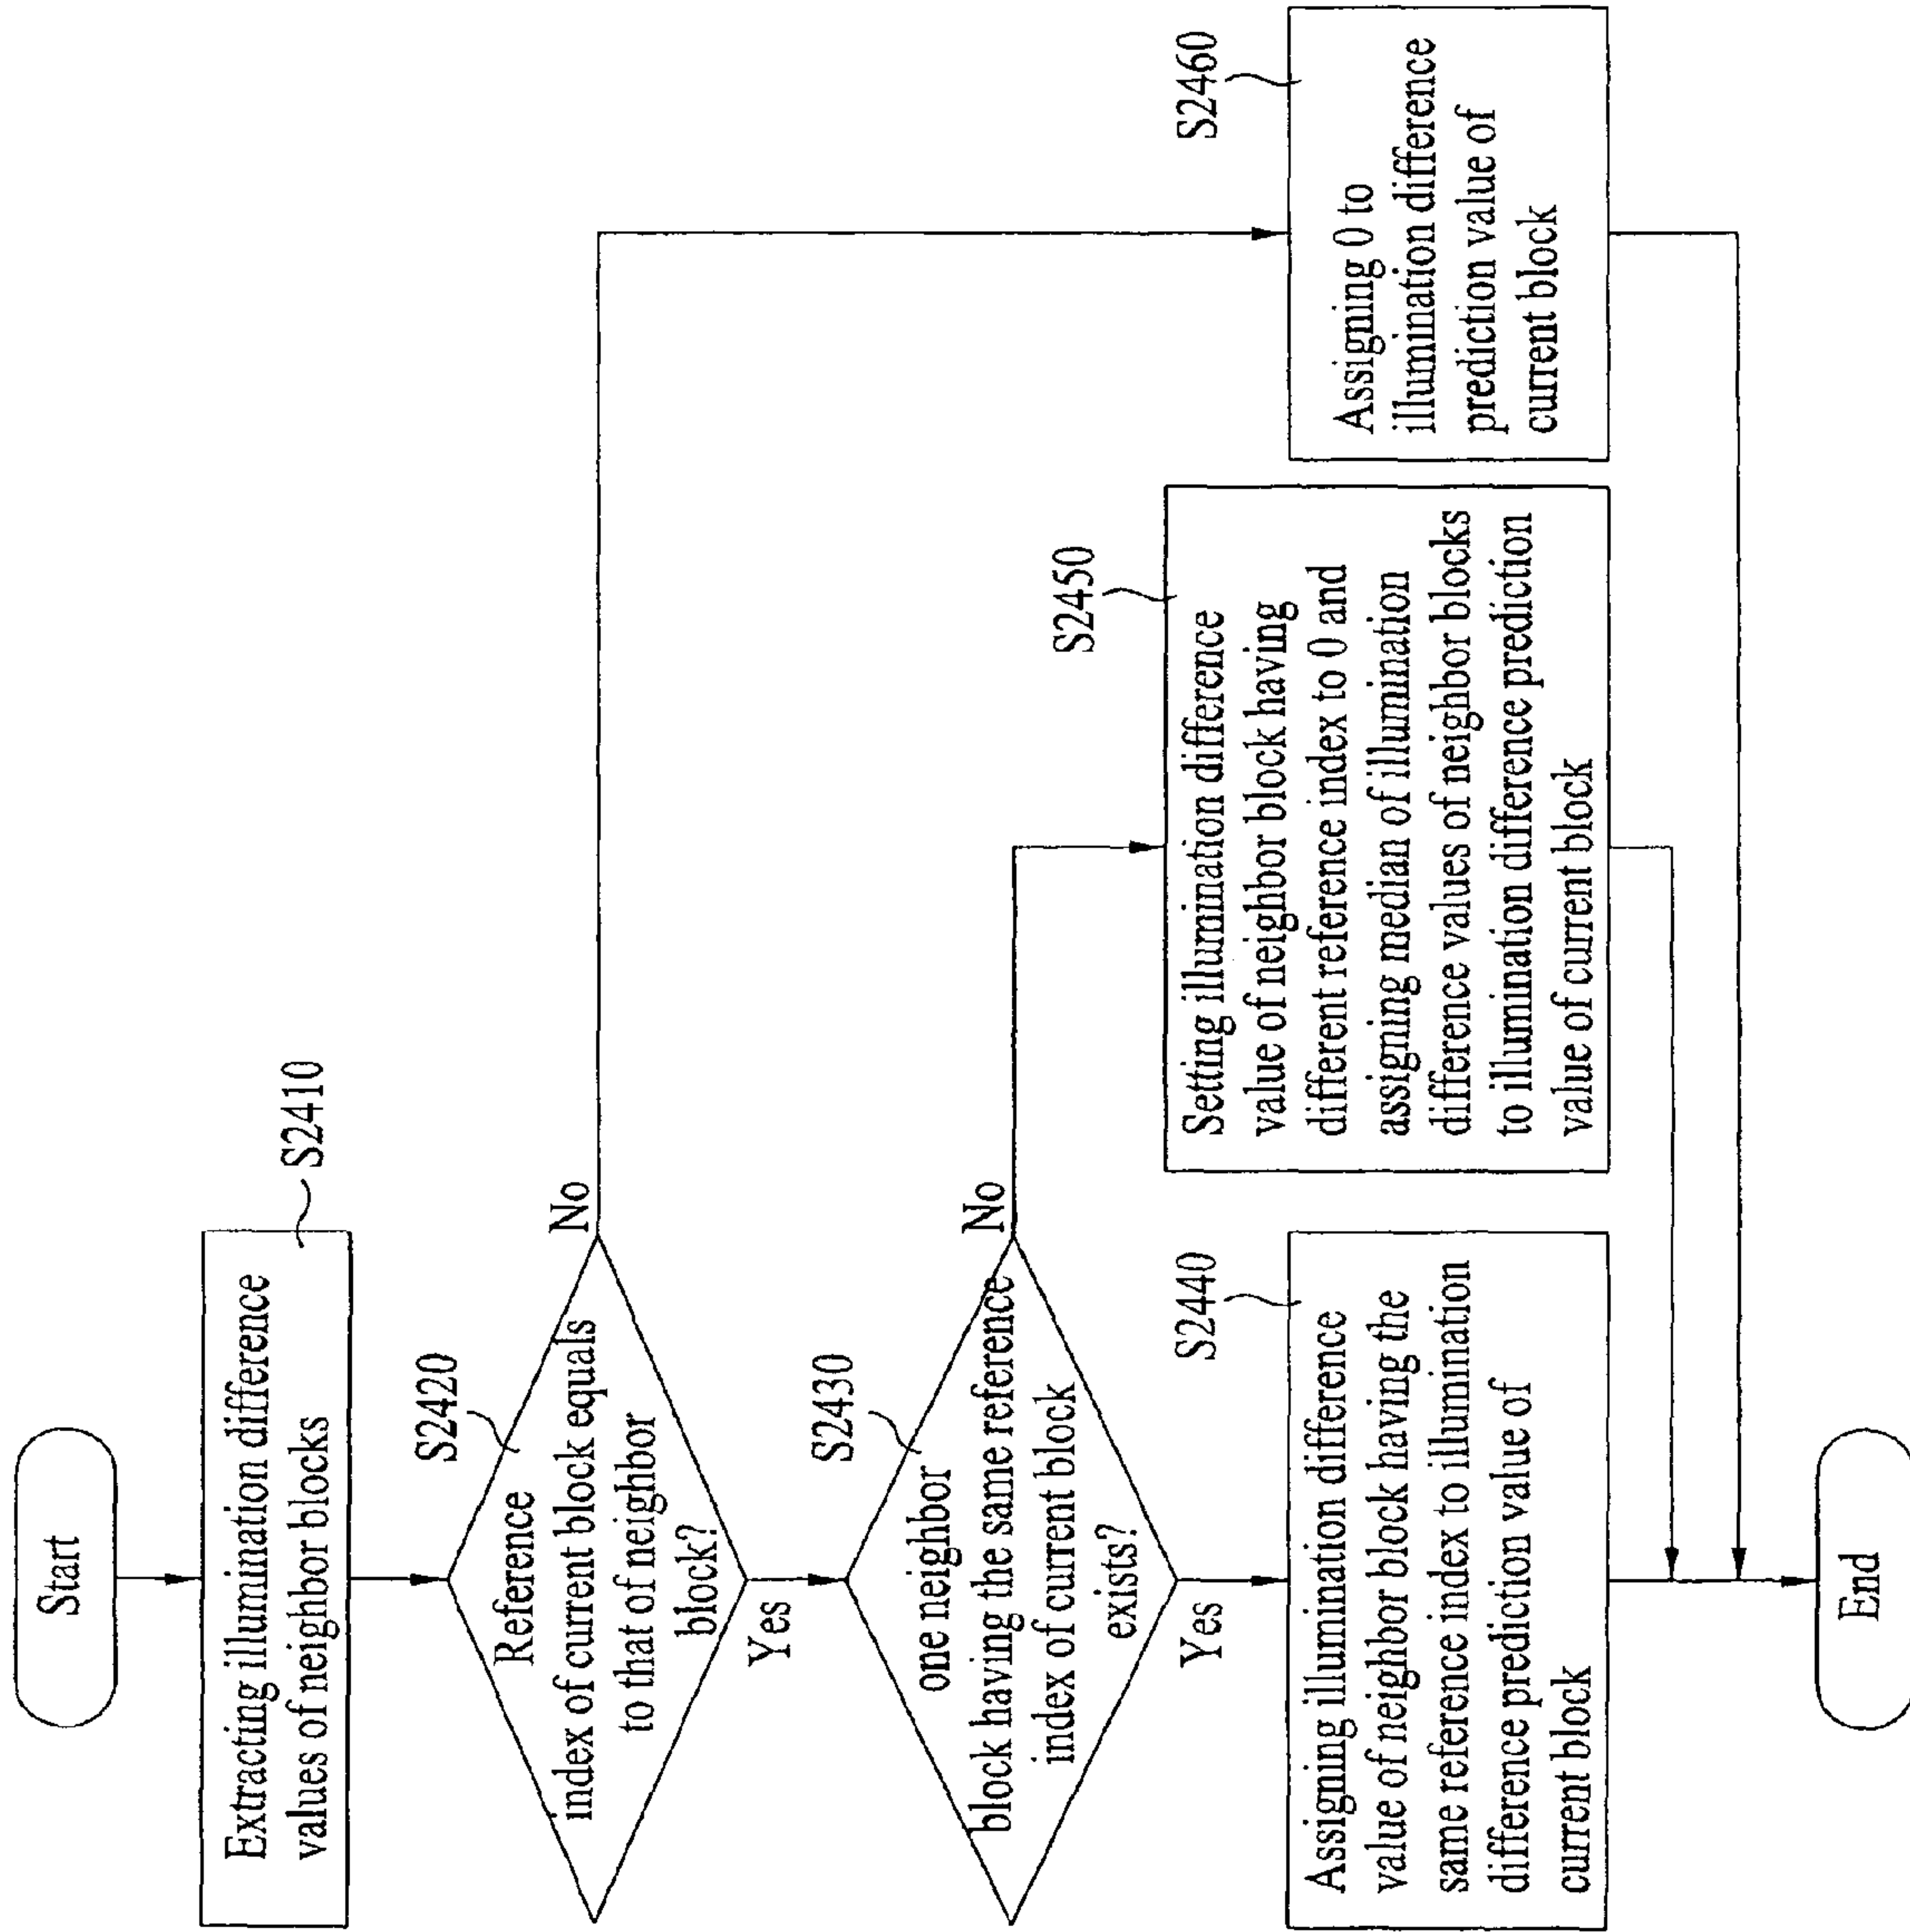 Start
Extracting illumination difference
values of neighbor blocks
S2410
S2420
Reference
index of current block equals
to that of neighbor
block?
No
Yes
S2430
one neighbor
block having the same reference
index of current block
exists?
No
Yes
S2440
Assigning illumination difference
value of neighbor block having the
same reference index to illumination
difference prediction value of
current block
S2450
Setting illumination difference
value of neighbor block having
different reference index to 0 and
assigning median of illumination
difference values of neighbor blocks
to illumination difference prediction
value of current block
S2460
Assigning 0 to
illumination difference
prediction value of
current block
End